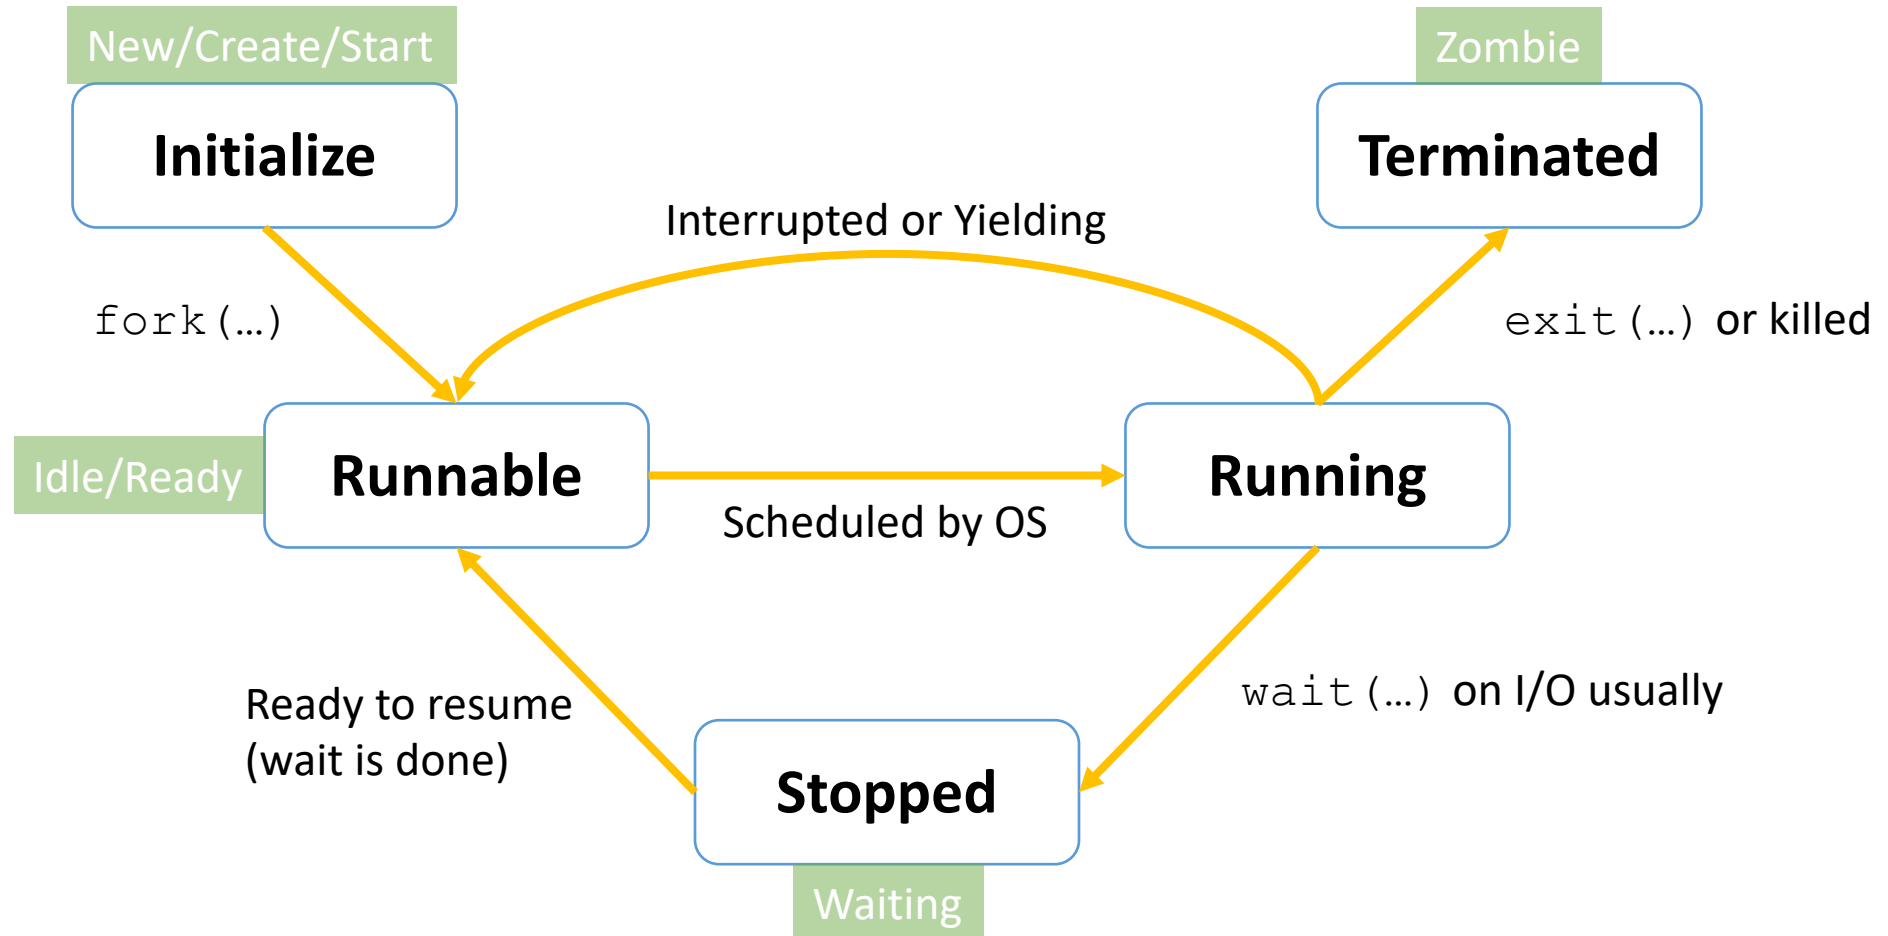 New/Create/Start
Zombie
Initialize
Terminated
Interrupted or Yielding
fork(…)
exit(…) or killed
Idle/Ready
Runnable
Running
Scheduled by OS
Ready to resume
(wait is done)
wait(…) on I/O usually
Stopped
Waiting